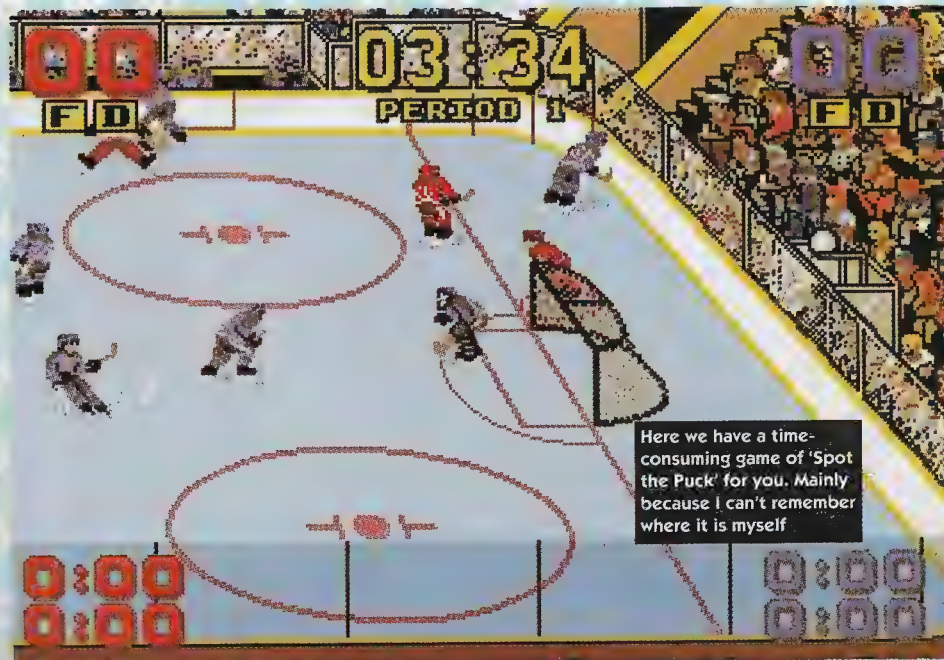 00
03:34
00
F D
PERIOD 1
F D
Here we have a time-
consuming game of 'Spot
the Puck' for you. Mainly
because I can't remember
where it is myself
0:00
0:00
0:00
0:00